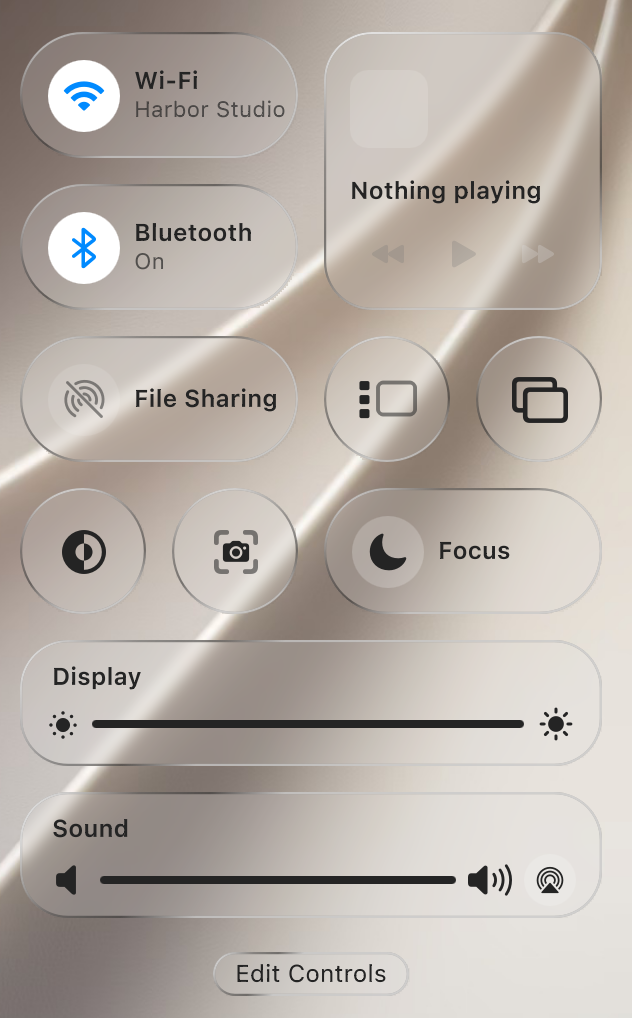 Wi-Fi
Harbor Studio
Nothing playing
Bluetooth
On
File Sharing
Focus
Display
Sound
Edit Controls